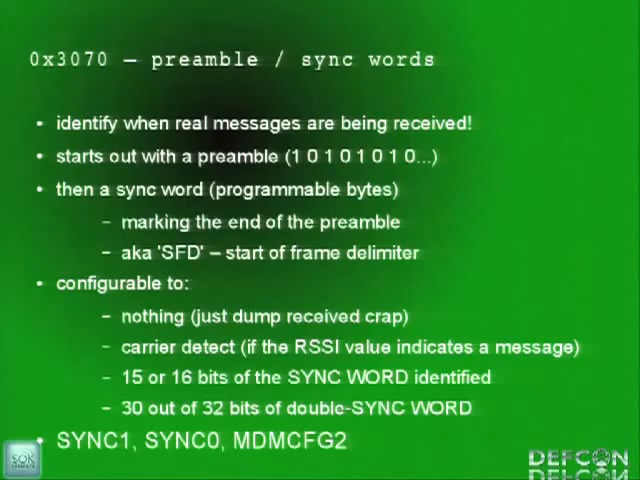 0x3070 – preamble / sync words
• identify when real messages are being received!
• starts out with a preamble (1 0 1 0 1 0 1 0...)
• then a sync word (programmable bytes)
– marking the end of the preamble
– aka 'SFD' – start of frame delimiter
• configurable to:
– nothing (just dump received crap)
– carrier detect (if the RSSI value indicates a message)
– 15 or 16 bits of the SYNC WORD identified
– 30 out of 32 bits of double-SYNC WORD
• SYNC1, SYNC0, MDMCFG2
SOK
DEFCON